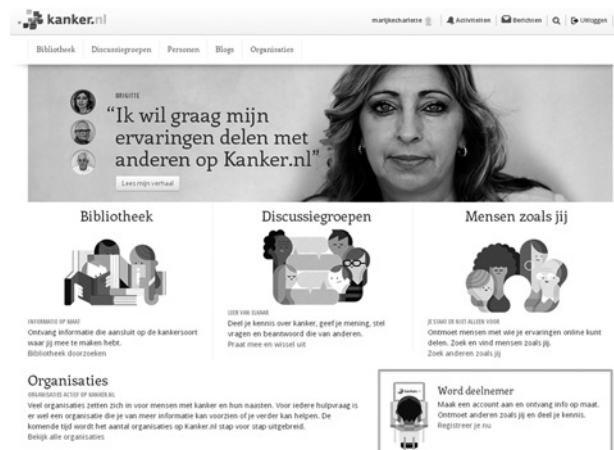 kanker.nl
marijkecharlette
Activiteiten
Berichten
Uitloggen
Bibliotheek
Discussiegroepen
Personen
Blogs
Organisaties
BRIGITTE
“Ik wil graag mijn
ervaringen delen met
anderen op Kanker.nl”
Lees mijn verhaal
Bibliotheek
INFORMATIE OP MAAT
Ontvang informatie die aansluit op de kankersoort
waar jij mee te maken hebt.
Bibliotheek doorzoeken
Discussiegroepen
LEER VAN ELKAAR
Deel je kennis over kanker, geef je mening, stel
vragen en beantwoord die van anderen.
Praat mee en wissel uit
Mensen zoals jij
JE STAAT ER NIET ALLEEN VOOR
Ontmoet mensen met wie je ervaringen online kunt
delen. Zoek en vind mensen zoals jij.
Zoek anderen zoals jij
Organisaties
ORGANISATIES ACTIEF OP KANKER.NL
Veel organisaties zetten zich in voor mensen met kanker en hun naasten. Voor iedere hulpvraag is
er wel een organisatie die je van meer informatie kan voorzien of je verder kan helpen. De
komende tijd wordt het aantal organisaties op Kanker.nl stap voor stap uitgebreid.
Bekijk alle organisaties
Word deelnemer
Maak een account aan en ontvang info op maat.
Ontmoet anderen zoals jij en deel je kennis.
Registreer je nu